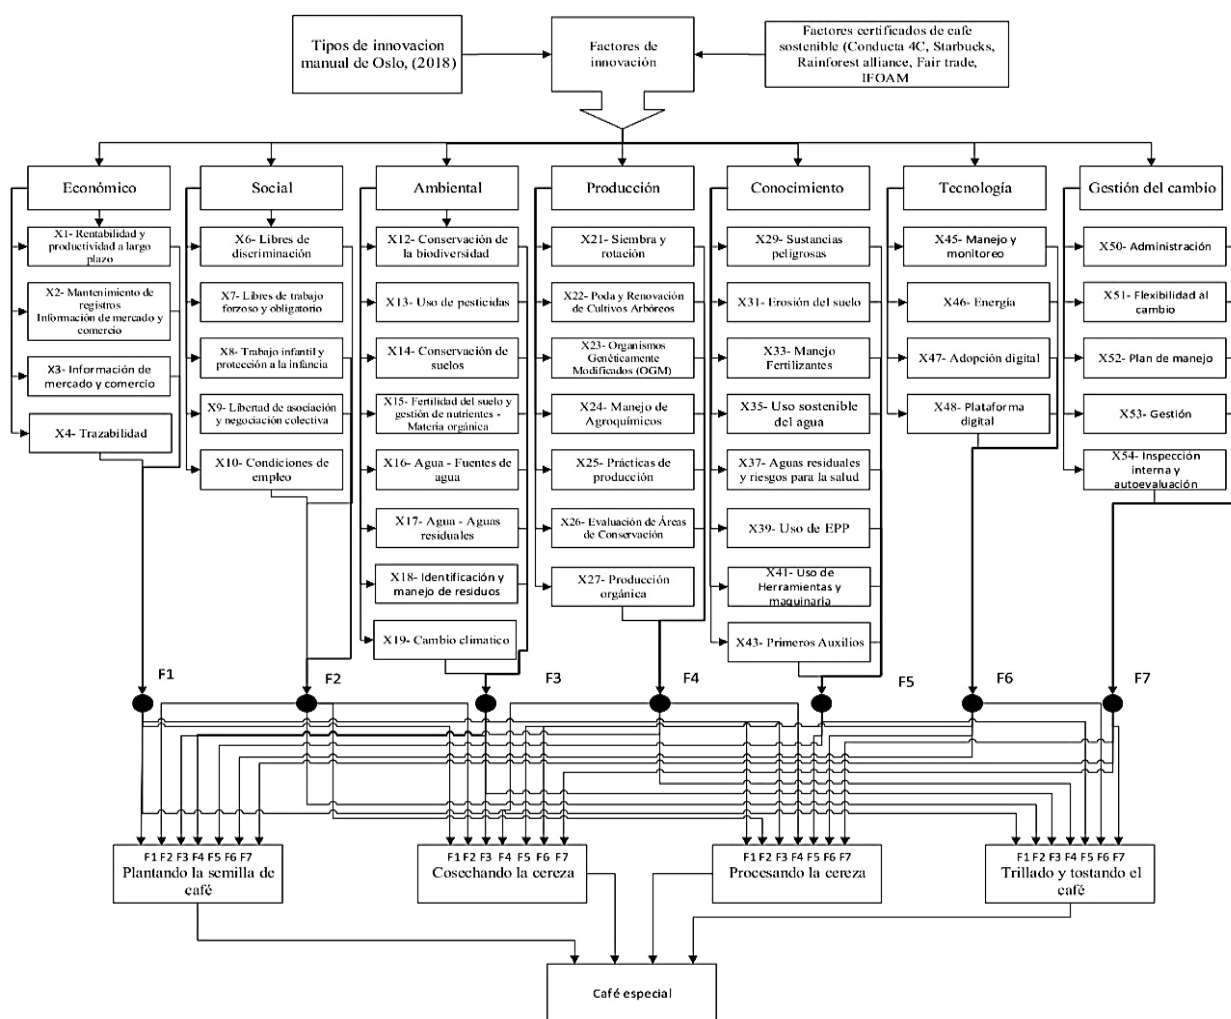 Tipos de innovacion
manual de Oslo, (2018)
Factores de
innovación
Factores certificados de cafe
sostenible (Conducta 4C, Starbucks,
Rainforest alliance, Fair trade,
IFOAM
Económico
Social
Ambiental
Producción
Conocimiento
Tecnología
Gestión del cambio
X1- Rentabilidad y
productividad a largo
plazo
X2- Mantenimiento de
registros
Información de mercado y
comercio
X3- Información de
mercado y comercio
X4- Trazabilidad
X6- Libres de
discriminación
X7- Libres de trabajo
forzoso y obligatorio
X8- Trabajo infantil y
protección a la infancia
X9- Libertad de asociación
y negociación colectiva
X10- Condiciones de
empleo
X12- Conservación de
la biodiversidad
X13- Uso de pesticidas
X14- Conservación de
suelos
X15- Fertilidad del suelo y
gestión de nutrientes -
Materia orgánica
X16- Agua - Fuentes de
agua
X17- Agua - Aguas
residuales
X18- Identificación y
manejo de residuos
X19- Cambio climatico
X21- Siembra y
rotación
X22- Poda y Renovación
de Cultivos Arbóreos
X23- Organismos
Genéticamente
Modificados (OGM)
X24- Manejo de
Agroquímicos
X25- Prácticas de
producción
X26- Evaluación de Áreas
de Conservación
X27- Producción
orgánica
X29- Sustancias
peligrosas
X31- Erosión del suelo
X33- Manejo
Fertilizantes
X35- Uso sostenible
del agua
X37- Aguas residuales
y riesgos para la salud
X39- Uso de EPP
X41- Uso de
Herramientas y
maquinaria
X43- Primeros Auxilios
X45- Manejo y
monitoreo
X46- Energía
X47- Adopción digital
X48- Plataforma
digital
X50- Administración
X51- Flexibilidad al
cambio
X52- Plan de manejo
X53- Gestión
X54- Inspección
interna y
autoevaluación
F1
F2
F3
F4
F5
F6
F7
F1 F2 F3 F4 F5 F6 F7
Plantando la semilla de
café
F1 F2 F3 F4 F5 F6 F7
Cosechando la cereza
F1 F2 F3 F4 F5 F6 F7
Procesando la cereza
F1 F2 F3 F4 F5 F6 F7
Trillado y tostando el
café
Café especial